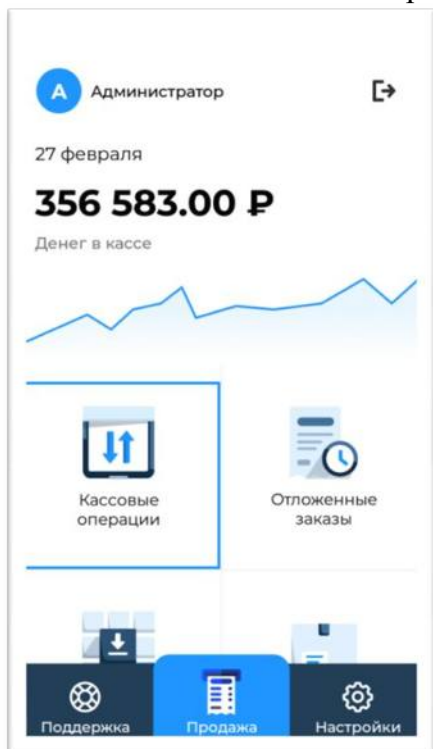 А Администратор
27 февраля
356 583.00 ₽
Денег в кассе
Кассовые
операции
Отложенные
заказы
Поддержка
Продажа
Настройки